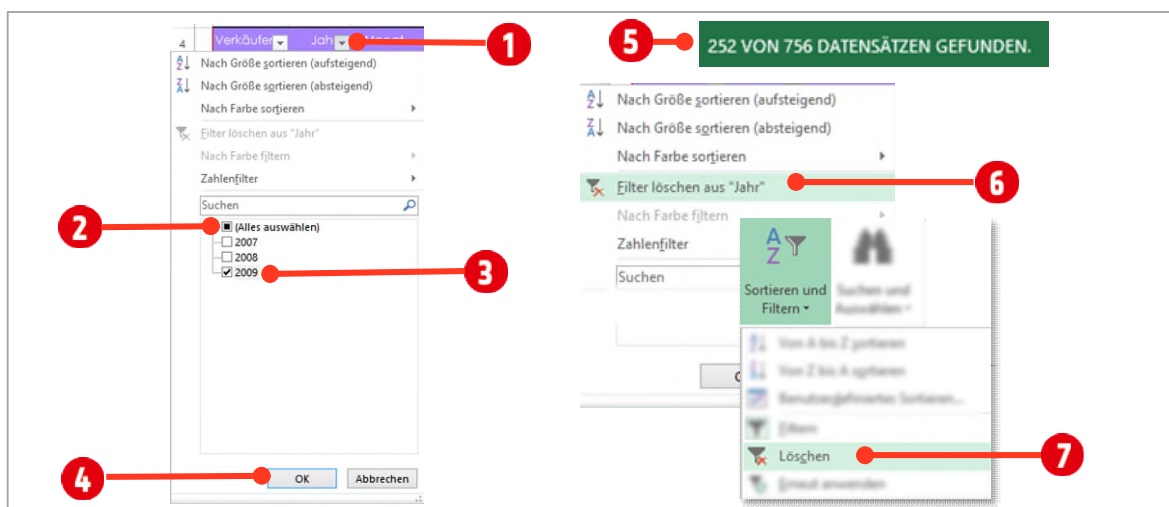 4 Verkäufer Jah Monat 1
Nach Größe sortieren (aufsteigend)
Nach Größe sortieren (absteigend)
Nach Farbe sortieren
Filter löschen aus "Jahr"
Nach Farbe filtern
Zahlenfilter
Suchen
2 (Alles auswählen)
2007
2008
2009 3
4 OK Abbrechen
5 252 VON 756 DATENSÄTZEN GEFUNDEN.
Nach Größe sortieren (aufsteigend)
Nach Größe sortieren (absteigend)
Nach Farbe sortieren
Filter löschen aus "Jahr" 6
Nach Farbe filtern
Zahlenfilter
Suchen
Sortieren und
Filtern
Suchen und
Auswählen
Von A bis Z sortieren
Von Z bis A sortieren
Benutzerdefiniertes Sortieren...
Filtern
Löschen 7
Erneut anwenden